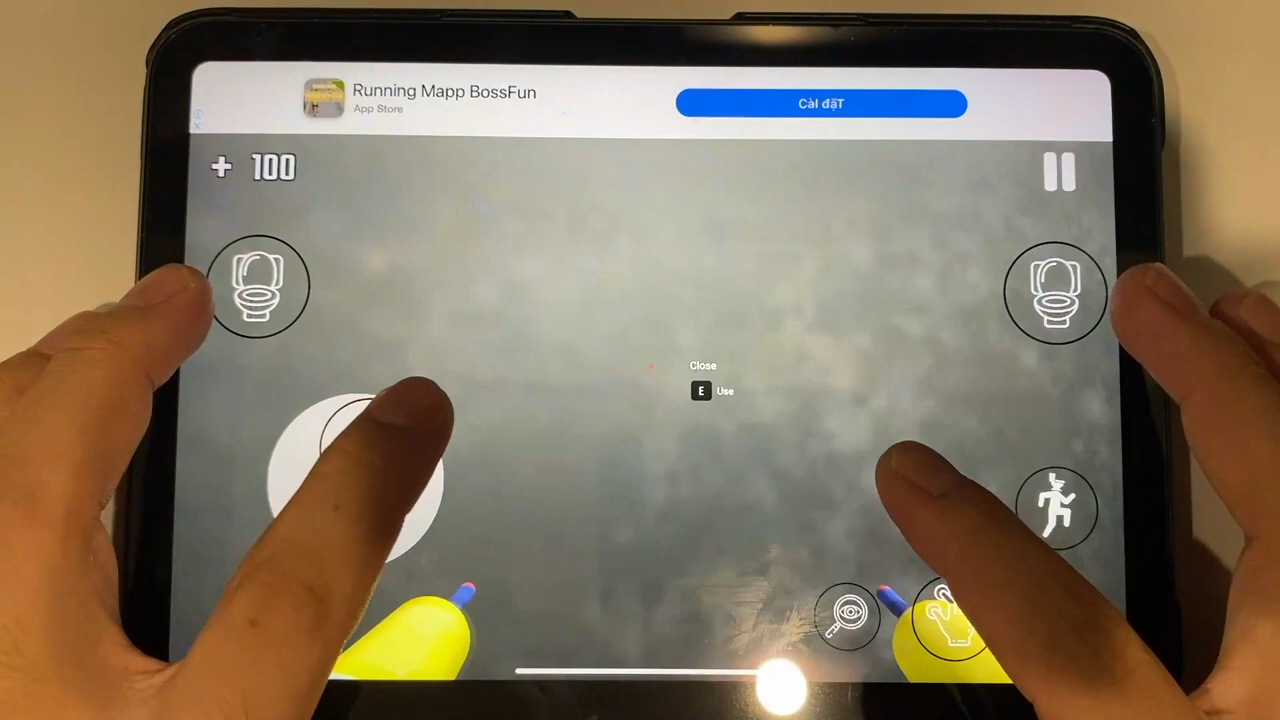 Running Mapp BossFun
App Store
Cài đặT
+ 100
Close
E Use